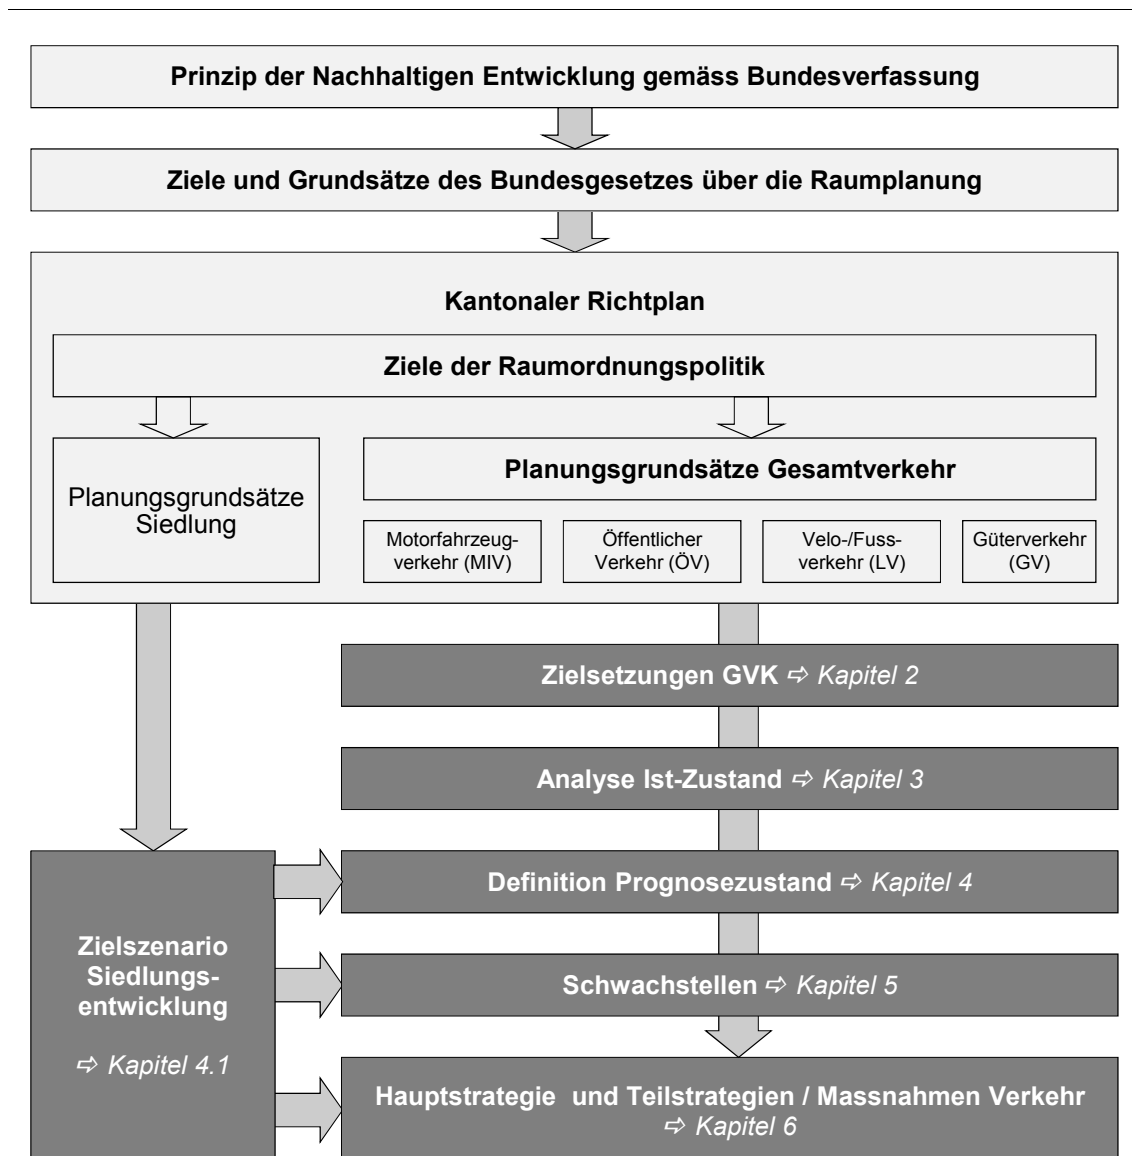 Prinzip der Nachhaltigen Entwicklung gemäss Bundesverfassung
Ziele und Grundsätze des Bundesgesetzes über die Raumplanung
Kantonaler Richtplan
Ziele der Raumordnungspolitik
Planungsgrundsätze
Siedlung
Planungsgrundsätze Gesamtverkehr
Motorfahrzeug-
verkehr (MIV)
Öffentlicher
Verkehr (ÖV)
Velo-/Fuss-
verkehr (LV)
Güterverkehr
(GV)
Zielsetzungen GVK ⇨ Kapitel 2
Analyse Ist-Zustand ⇨ Kapitel 3
Zielszenario
Siedlungs-
entwicklung
⇨ Kapitel 4.1
Definition Prognosezustand ⇨ Kapitel 4
Schwachstellen ⇨ Kapitel 5
Hauptstrategie und Teilstrategien / Massnahmen Verkehr
⇨ Kapitel 6